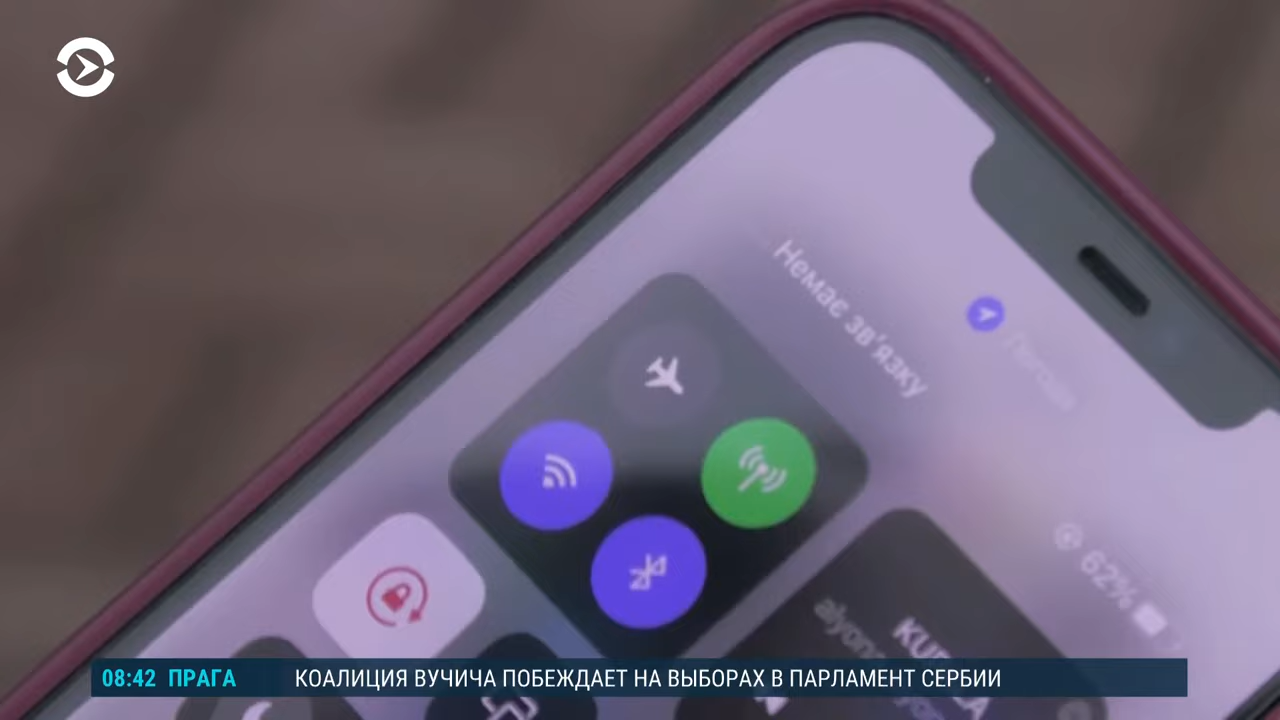 Немає зв'язку
62%
08:42 ПРАГА КОАЛИЦИЯ ВУЧИЧА ПОБЕЖДАЕТ НА ВЫБОРАХ В ПАРЛАМЕНТ СЕРБИИ